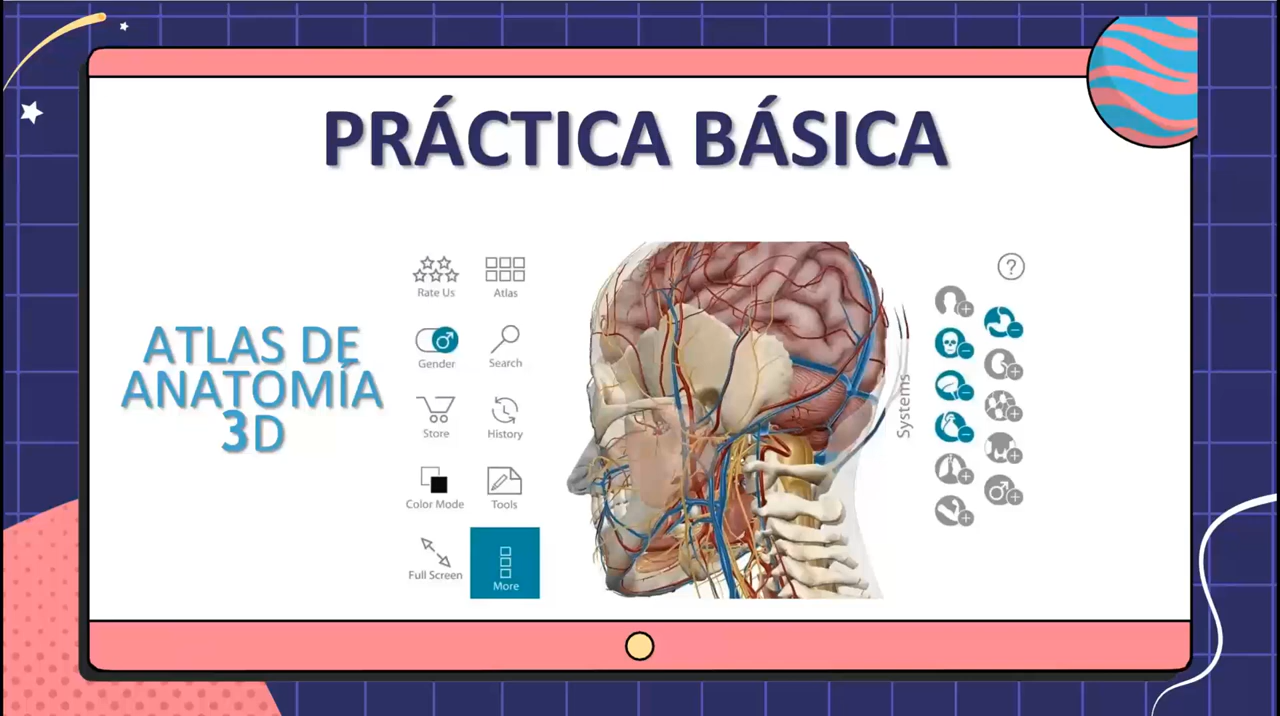 PRÁCTICA BÁSICA
ATLAS DE
ANATOMÍA
3D
Rate Us
Atlas
Gender
Search
Store
History
Color Mode
Tools
Full Screen
More
Systems
?